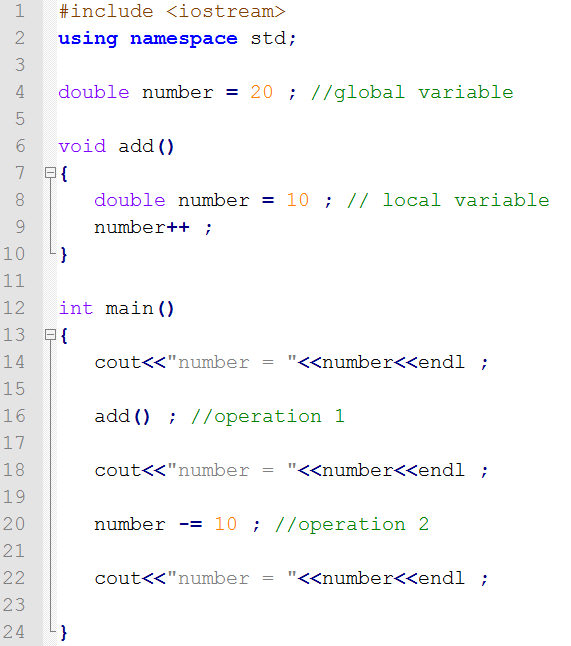 1 #include <iostream>
2 using namespace std;
3
4 double number = 20 ; //global variable
5
6 void add()
7 {
8 double number = 10 ; // local variable
9 number++ ;
10 }
11
12 int main()
13 {
14 cout<<"number = "<<number<<endl ;
15
16 add() ; //operation 1
17
18 cout<<"number = "<<number<<endl ;
19
20 number -= 10 ; //operation 2
21
22 cout<<"number = "<<number<<endl ;
23
24 }